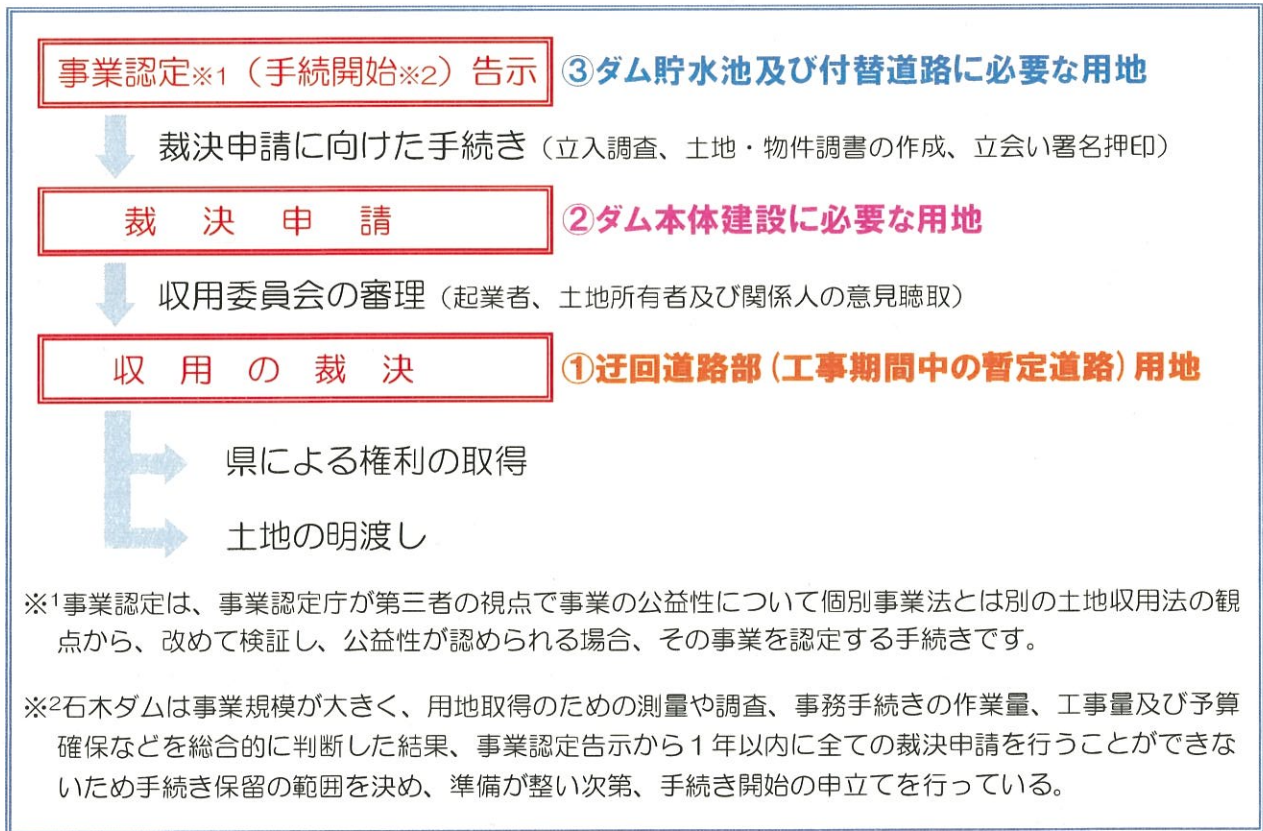 事業認定※1（手続開始※2）告示 ③ダム貯水池及び付替道路に必要な用地
裁決申請に向けた手続き（立入調査、土地・物件調書の作成、立会い署名押印）
裁決申請 ②ダム本体建設に必要な用地
収用委員会の審理（起業者、土地所有者及び関係人の意見聴取）
収用の裁決 ①迂回道路部（工事期間中の暫定道路）用地
県による権利の取得
土地の明渡し
※1事業認定は、事業認定庁が第三者の視点で事業の公益性について個別事業法とは別の土地収用法の観
点から、改めて検証し、公益性が認められる場合、その事業を認定する手続きです。
※2石木ダムは事業規模が大きく、用地取得のための測量や調査、事務手続きの作業量、工事量及び予算
確保などを総合的に判断した結果、事業認定告示から１年以内に全ての裁決申請を行うことができな
いため手続き保留の範囲を決め、準備が整い次第、手続き開始の申立てを行っている。